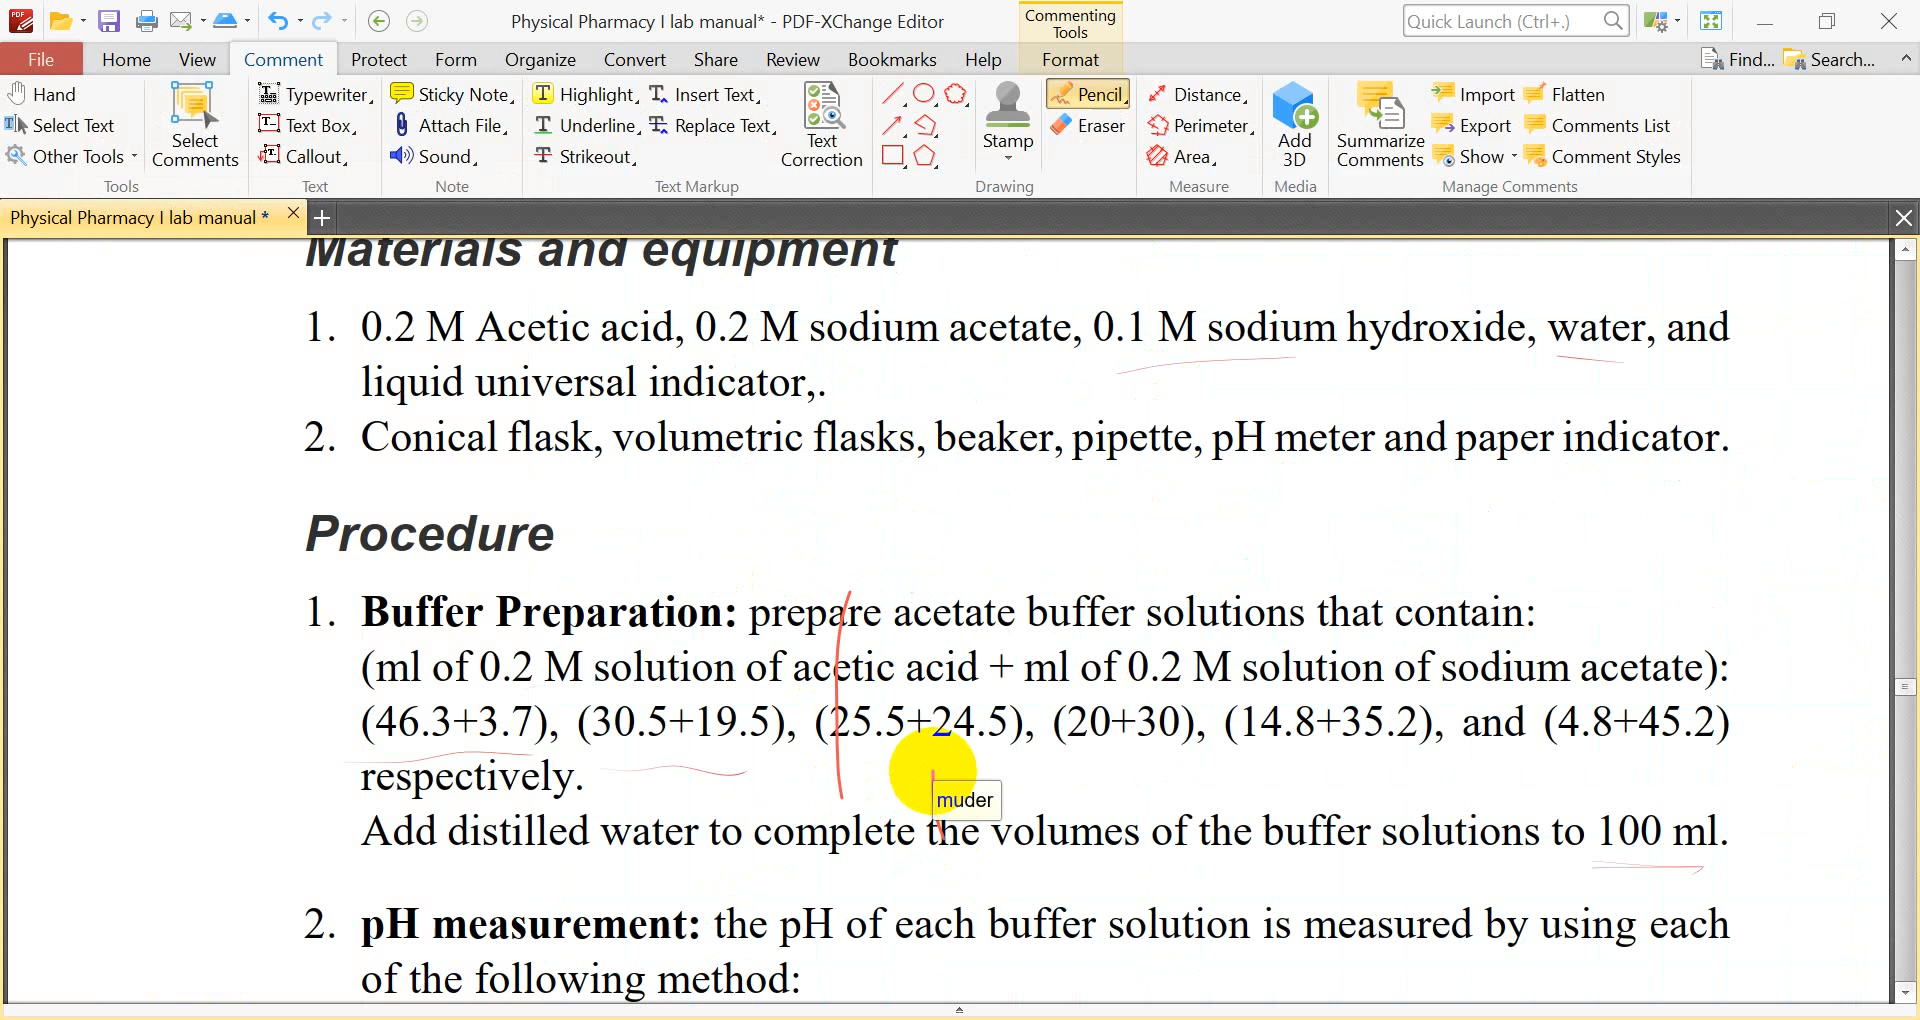 Physical Pharmacy I lab manual* - PDF-XChange Editor
Commenting Tools
Quick Launch (Ctrl+.)
File Home View Comment Protect Form Organize Convert Share Review Bookmarks Help Format
Find... Search...
Hand
Select Text
Other Tools
Select Comments
Tools
Typewriter
Text Box
Callout
Text
Sticky Note
Attach File
Sound
Note
Highlight
Underline
Strikeout
Insert Text
Replace Text
Text Correction
Text Markup
Stamp
Pencil
Eraser
Drawing
Distance
Perimeter
Area
Measure
Add 3D
Media
Summarize Comments
Import
Export
Show
Flatten
Comments List
Comment Styles
Manage Comments
Physical Pharmacy I lab manual *
Materials and equipment
1. 0.2 M Acetic acid, 0.2 M sodium acetate, 0.1 M sodium hydroxide, water, and
liquid universal indicator,.
2. Conical flask, volumetric flasks, beaker, pipette, pH meter and paper indicator.
Procedure
1. Buffer Preparation: prepare acetate buffer solutions that contain:
(ml of 0.2 M solution of acetic acid + ml of 0.2 M solution of sodium acetate):
(46.3+3.7), (30.5+19.5), (25.5+24.5), (20+30), (14.8+35.2), and (4.8+45.2)
respectively.
muder
Add distilled water to complete the volumes of the buffer solutions to 100 ml.
2. pH measurement: the pH of each buffer solution is measured by using each
of the following method: